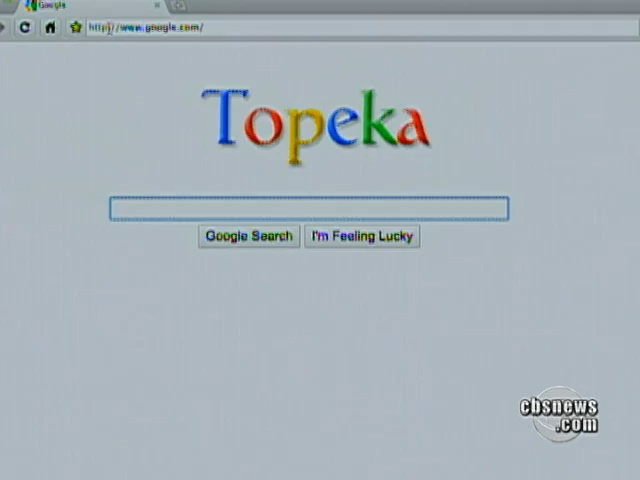 Google
http://www.google.com/
Topeka
Google Search
I'm Feeling Lucky
cbsnews
.com